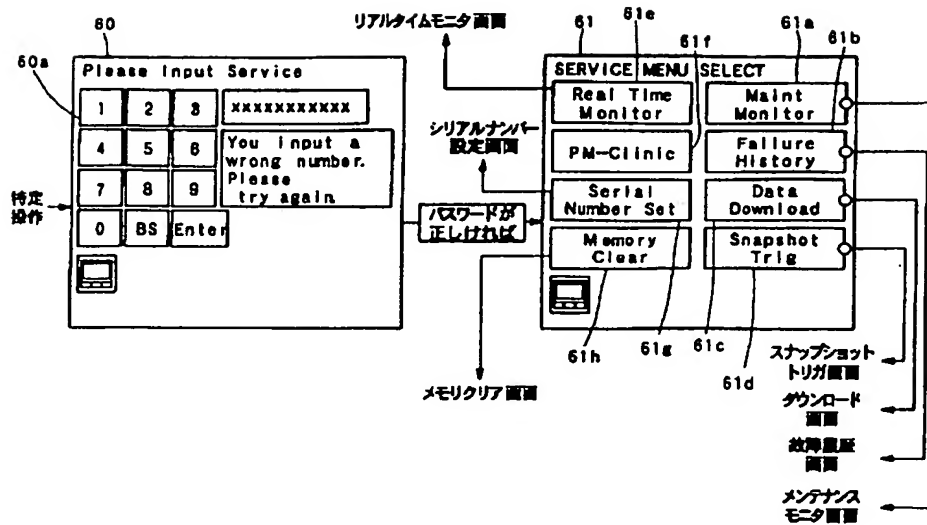 リアルタイムモニタ画面
60
60a
Please Input Service
1 2 3
xxxxxxxxxxx
4 5 6
You input a
wrong number.
Please
try again.
7 8 9
0 BS Enter
特定
操作
シリアルナンバー
設定画面
パスワードが
正しければ
メモリクリア画面
61
61e
61f
61a
61b
SERVICE MENU SELECT
Real Time
Monitor
Maint
Monitor
PM-Clinic
Failure
History
Serial
Number Set
Data
Download
Memory
Clear
Snapshot
Trig
61h
61g
61c
61d
スナップショット
トリガ画面
ダウンロード
画面
故障履歴
画面
メンテナンス
モニタ画面